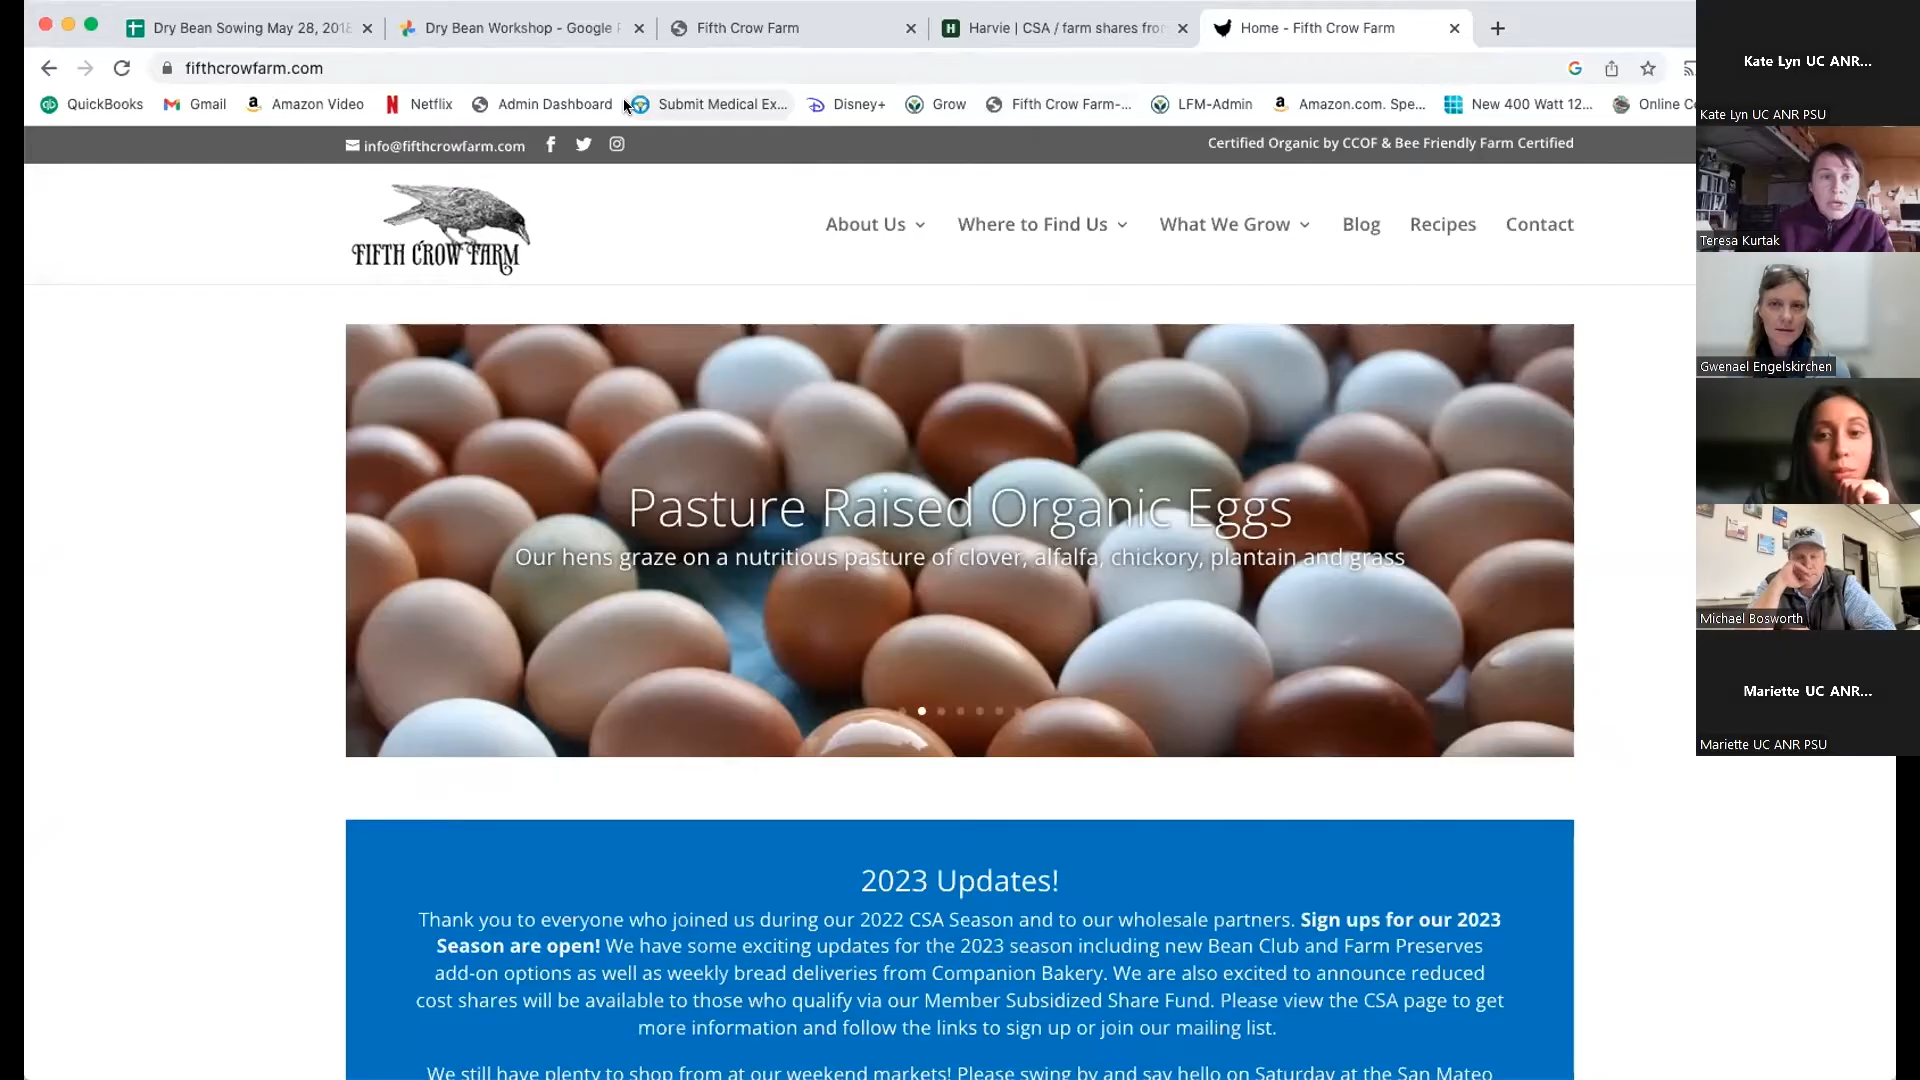 Dry Bean Sowing May 28, 2018
Dry Bean Workshop - Google P
Fifth Crow Farm
Harvie | CSA / farm shares fro
Home - Fifth Crow Farm
fifthcrowfarm.com
QuickBooks
Gmail
Amazon Video
Netflix
Admin Dashboard
Submit Medical Ex...
Disney+
Grow
Fifth Crow Farm-...
LFM-Admin
Amazon.com. Spe...
New 400 Watt 12...
Online Co
info@fifthcrowfarm.com
Certified Organic by CCOF & Bee Friendly Farm Certified
FIFTH CROW FARM
About Us
Where to Find Us
What We Grow
Blog
Recipes
Contact
Pasture Raised Organic Eggs
Our hens graze on a nutritious pasture of clover, alfalfa, chickory, plantain and grass
2023 Updates!
Thank you to everyone who joined us during our 2022 CSA Season and to our wholesale partners. Sign ups for our 2023
Season are open! We have some exciting updates for the 2023 season including new Bean Club and Farm Preserves
add-on options as well as weekly bread deliveries from Companion Bakery. We are also excited to announce reduced
cost shares will be available to those who qualify via our Member Subsidized Share Fund. Please view the CSA page to get
more information and follow the links to sign up or join our mailing list.
We still have plenty to shop from at our weekend markets! Please swing by and say hello on Saturday at the San Mateo
Kate Lyn UC ANR...
Kate Lyn UC ANR PSU
Teresa Kurtak
Gwenael Engelskirchen
NGF
Michael Bosworth
Mariette UC ANR...
Mariette UC ANR PSU